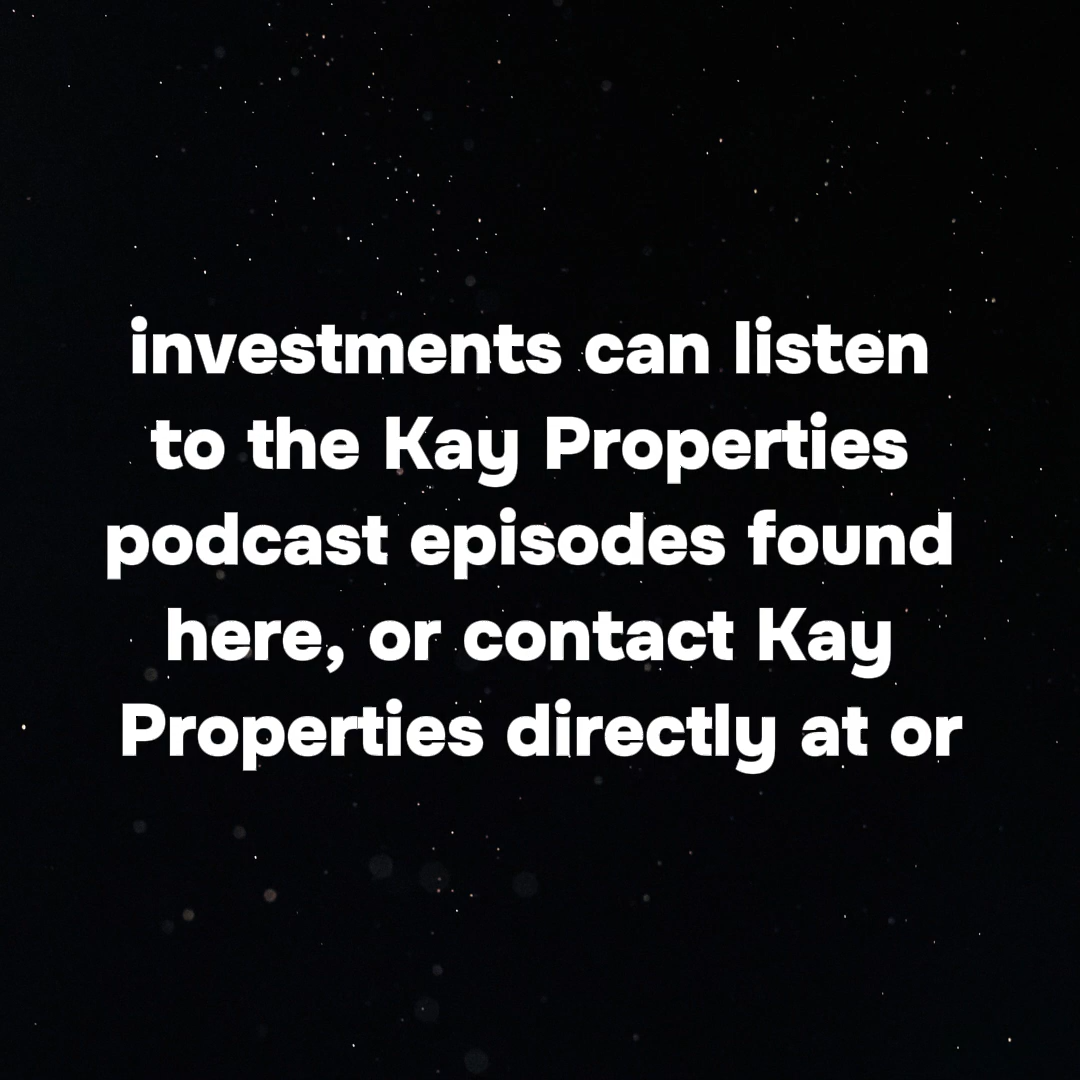 investments can listen
to the Kay Properties
podcast episodes found
here, or contact Kay
Properties directly at or